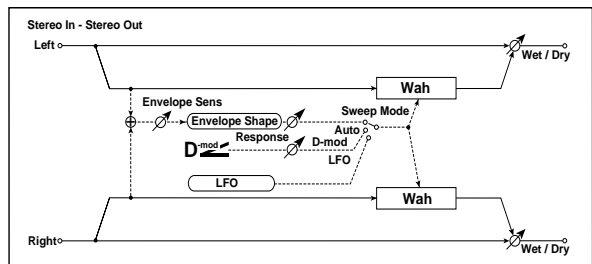 Stereo In - Stereo Out
Left
Wet / Dry
Wah
Envelope Sens
Sweep Mode
Envelope Shape
Auto
Response
D-mod
D-mod
LFO
LFO
Wah
Right
Wet / Dry